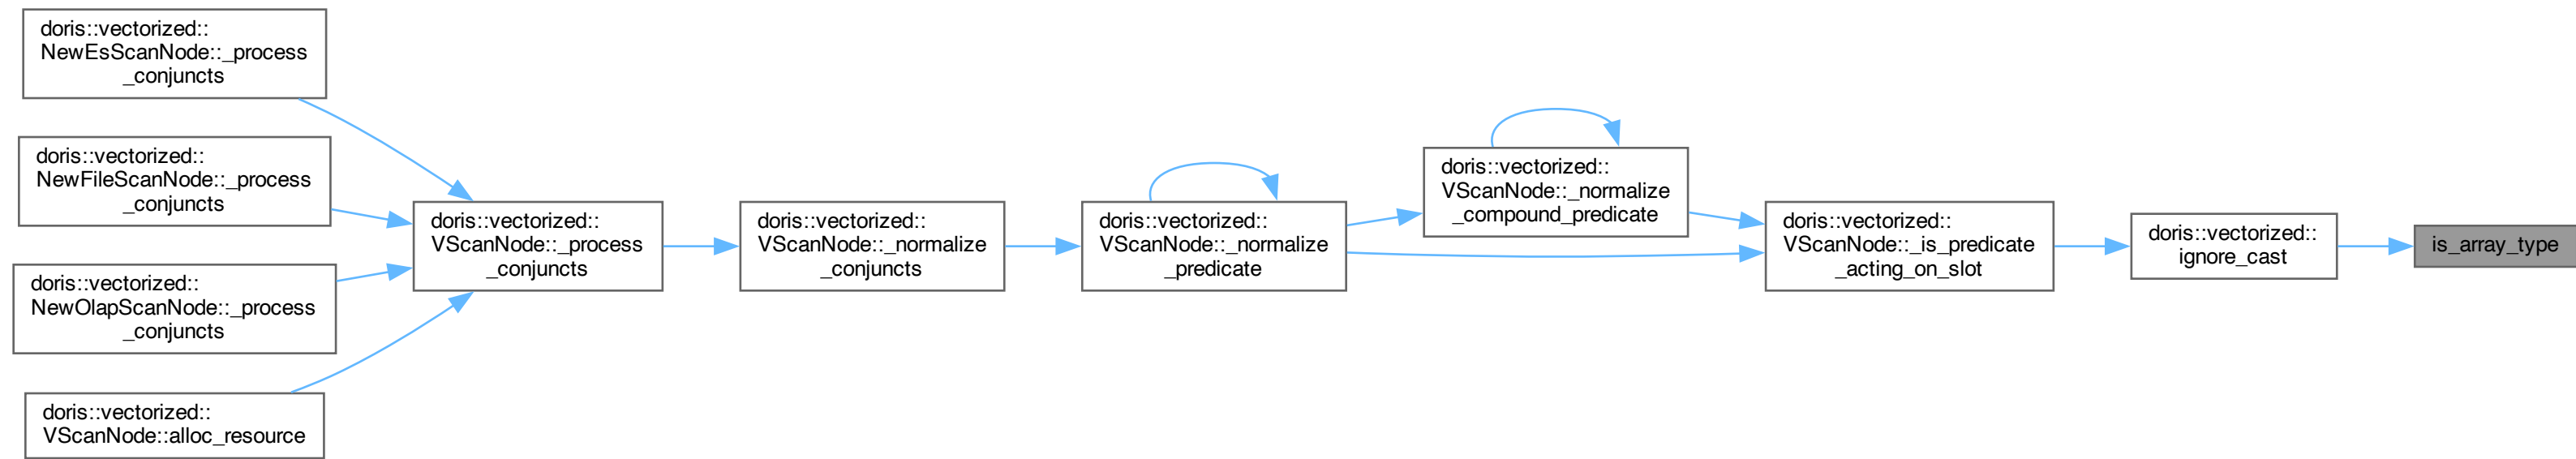 doris::vectorized::
NewEsScanNode::_process
_conjuncts
doris::vectorized::
NewFileScanNode::_process
_conjuncts
doris::vectorized::
NewOlapScanNode::_process
_conjuncts
doris::vectorized::
VScanNode::alloc_resource
doris::vectorized::
VScanNode::_process
_conjuncts
doris::vectorized::
VScanNode::_normalize
_conjuncts
doris::vectorized::
VScanNode::_normalize
_predicate
doris::vectorized::
VScanNode::_normalize
_compound_predicate
doris::vectorized::
VScanNode::_is_predicate
_acting_on_slot
doris::vectorized::
ignore_cast
is_array_type